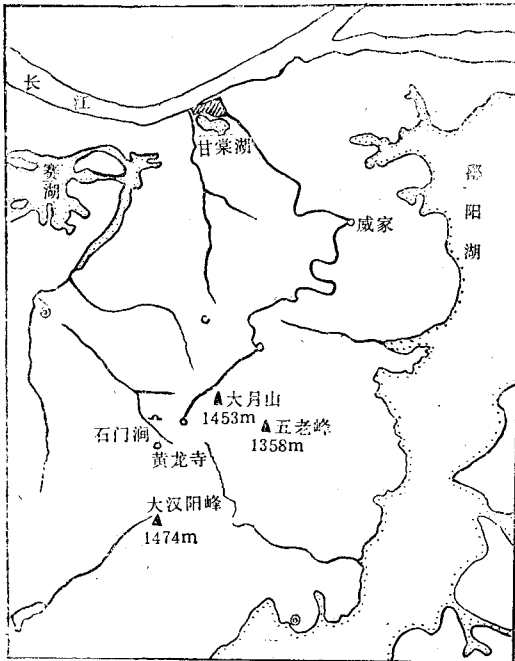 长江
甘棠湖
赛湖
鄱阳湖
威家
大月山
1453m
五老峰
1358m
石门涧
黄龙寺
大汉阳峰
1474m